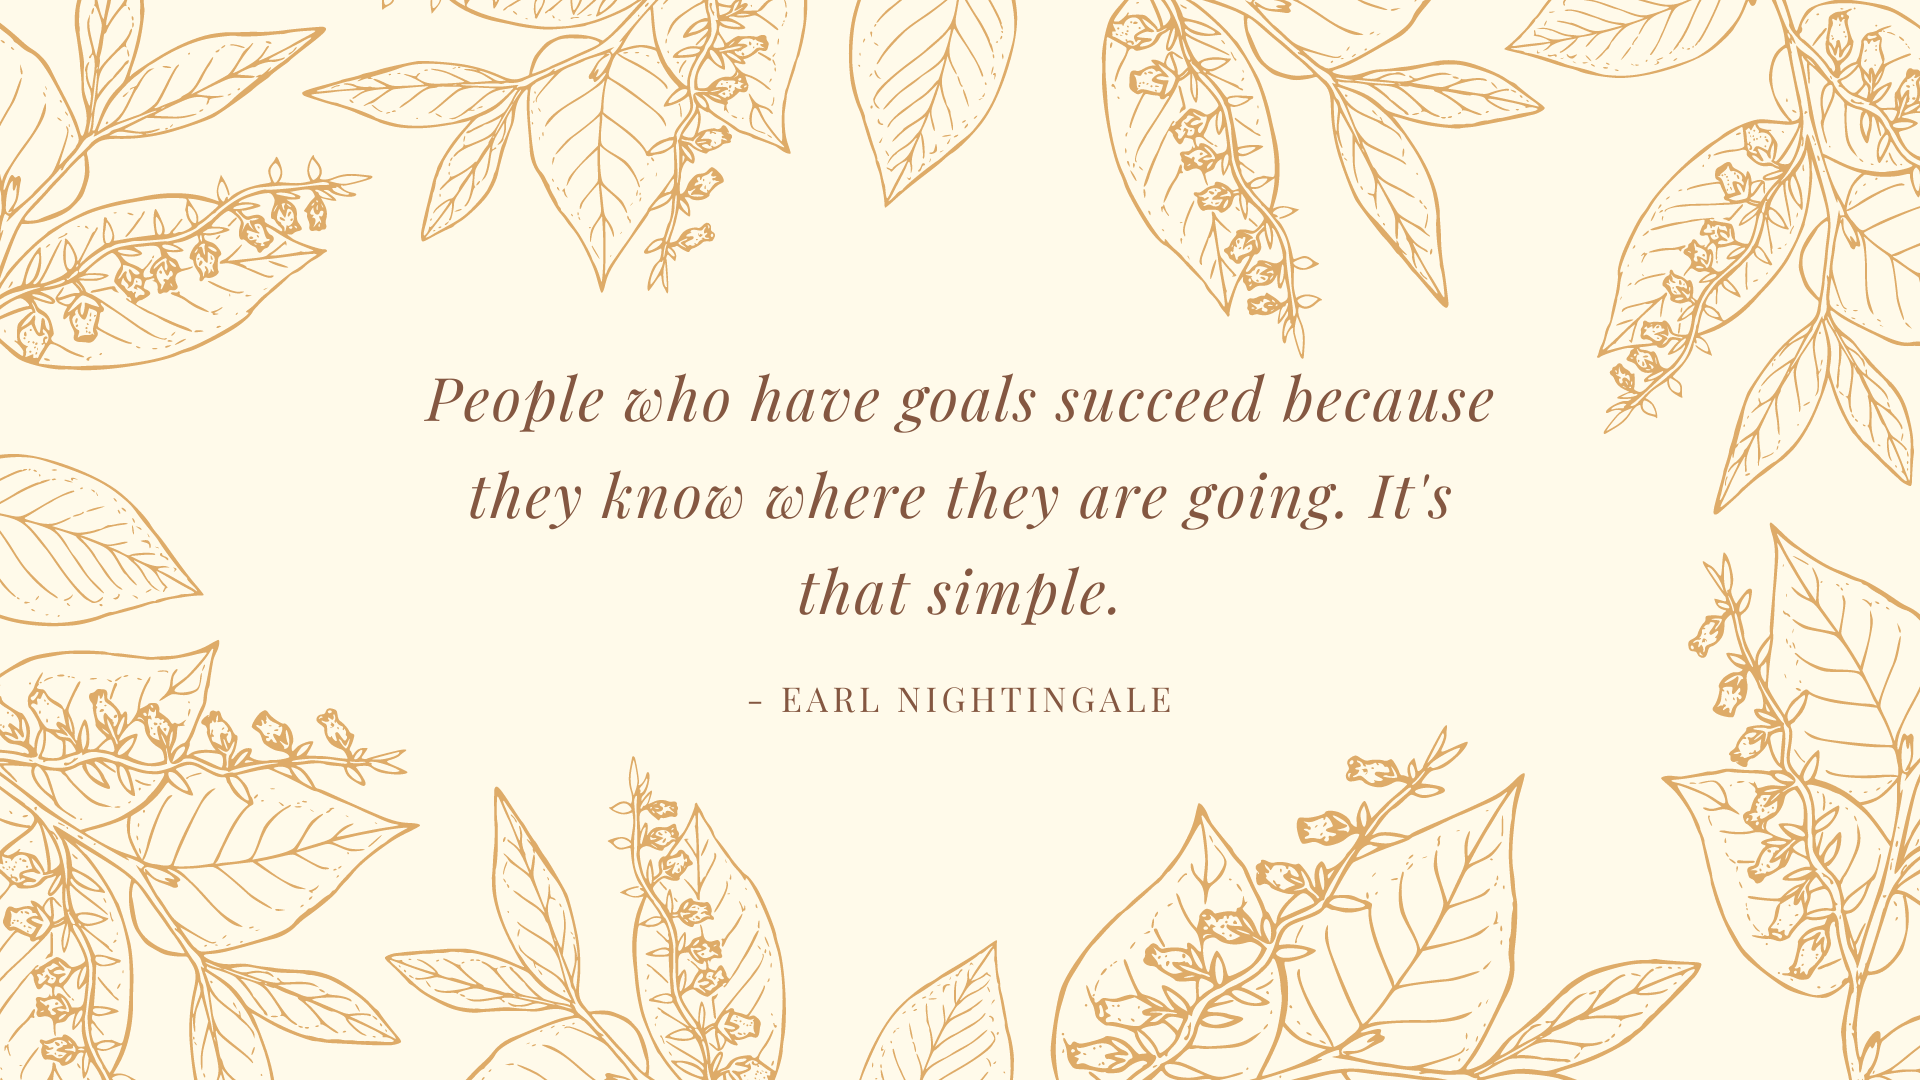 People who have goals succeed because
they know where they are going. It's
that simple.
- EARL NIGHTINGALE